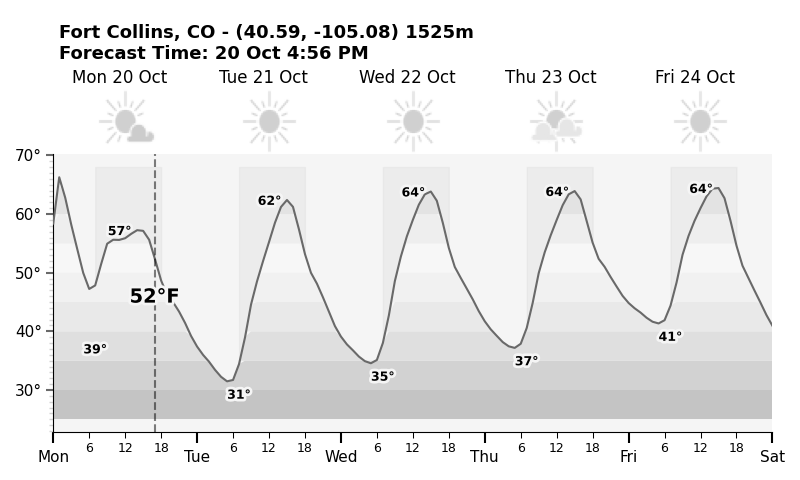 Fort Collins, CO - (40.59, -105.08) 1525m
Forecast Time: 20 Oct 4:56 PM
Mon 20 Oct Tue 21 Oct Wed 22 Oct Thu 23 Oct Fri 24 Oct
70°
60°
50°
40°
30°
57° 62° 64° 64° 64°
52°F
39° 31° 35° 37° 41°
6 12 18 6 12 18 6 12 18 6 12 18 6 12 18
Mon Tue Wed Thu Fri Sat